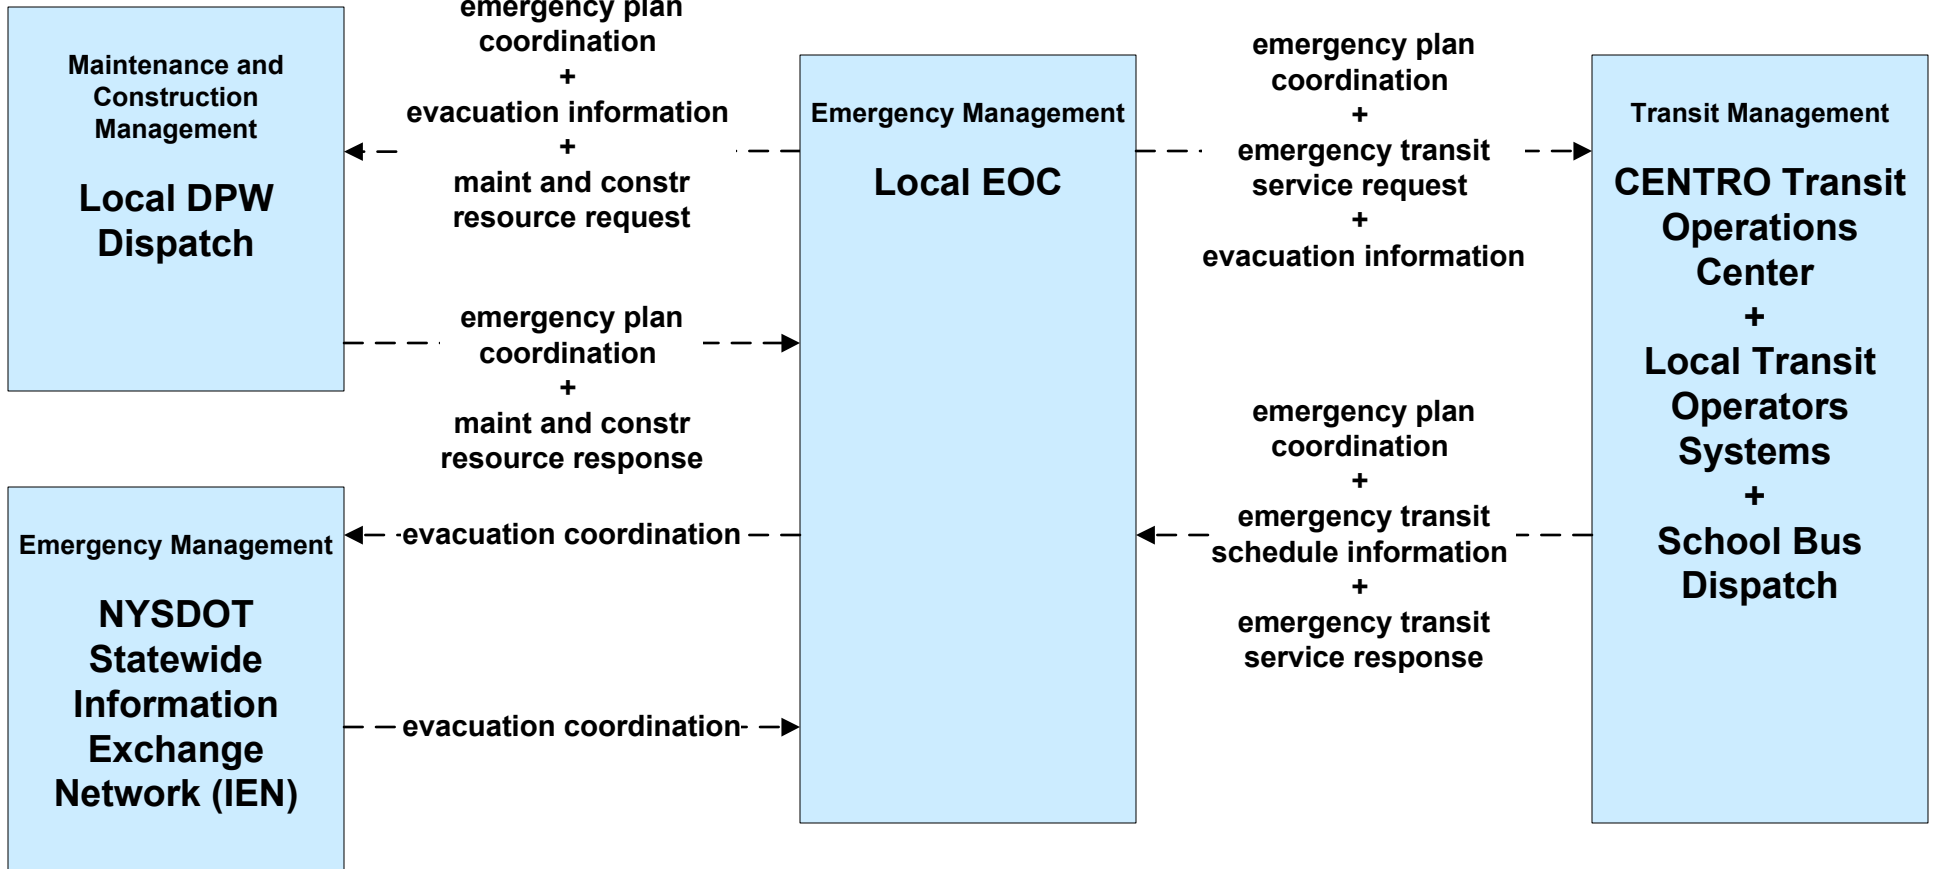 Maintenance and
Construction
Management
Local DPW
Dispatch
emergency plan
coordination
+
evacuation information
+
maint and constr
resource request
emergency plan
coordination
+
maint and constr
resource response
Emergency Management
NYSDOT
Statewide
Information
Exchange
Network (IEN)
evacuation coordination
evacuation coordination
Emergency Management
Local EOC
emergency plan
coordination
+
emergency transit
service request
+
evacuation information
emergency plan
coordination
+
emergency transit
schedule information
+
emergency transit
service response
Transit Management
CENTRO Transit
Operations
Center
+
Local Transit
Operators
Systems
+
School Bus
Dispatch